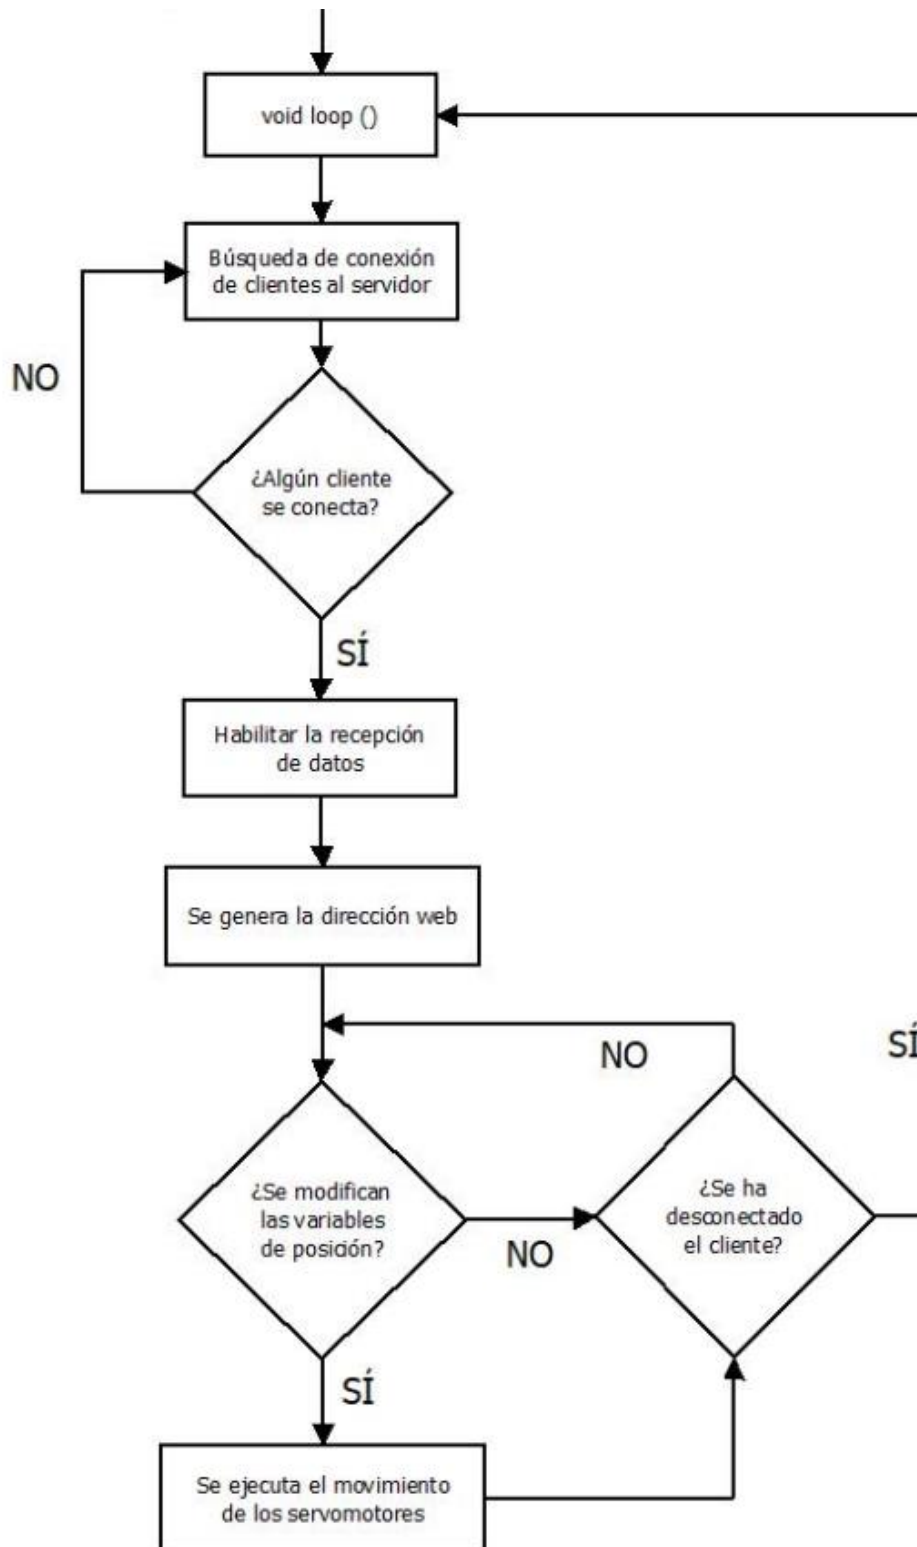 void loop ()
Búsqueda de conexión
de clientes al servidor
NO
¿Algún cliente
se conecta?
SÍ
Habilitar la recepción
de datos
Se genera la dirección web
NO
SÍ
¿Se modifican
las variables
de posición?
NO
¿Se ha
desconectado
el cliente?
SÍ
Se ejecuta el movimiento
de los servomotores